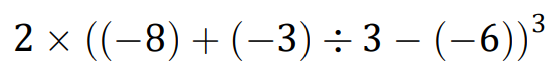 2 × ((−8) + (−3) ÷ 3 − (−6))³